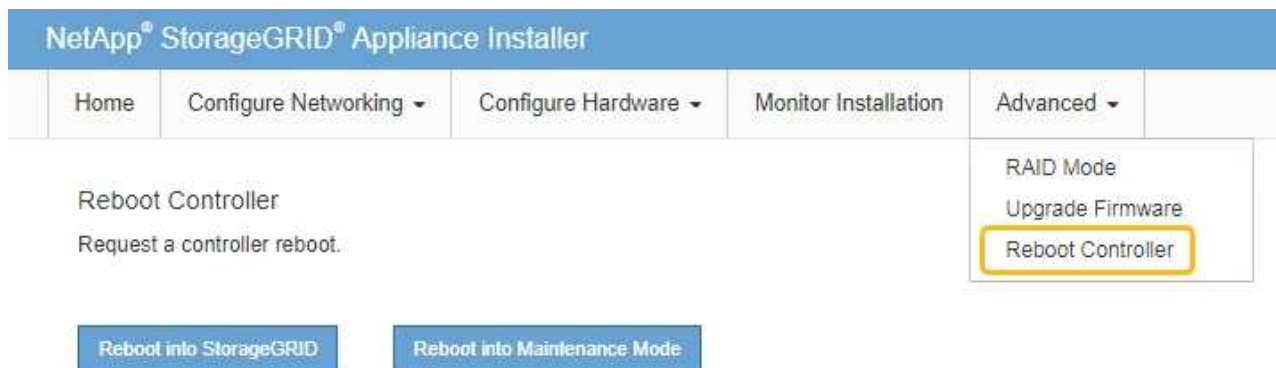 NetApp® StorageGRID® Appliance Installer
Home Configure Networking Configure Hardware Monitor Installation Advanced
RAID Mode
Upgrade Firmware
Reboot Controller
Reboot Controller
Request a controller reboot.
Reboot into StorageGRID Reboot into Maintenance Mode